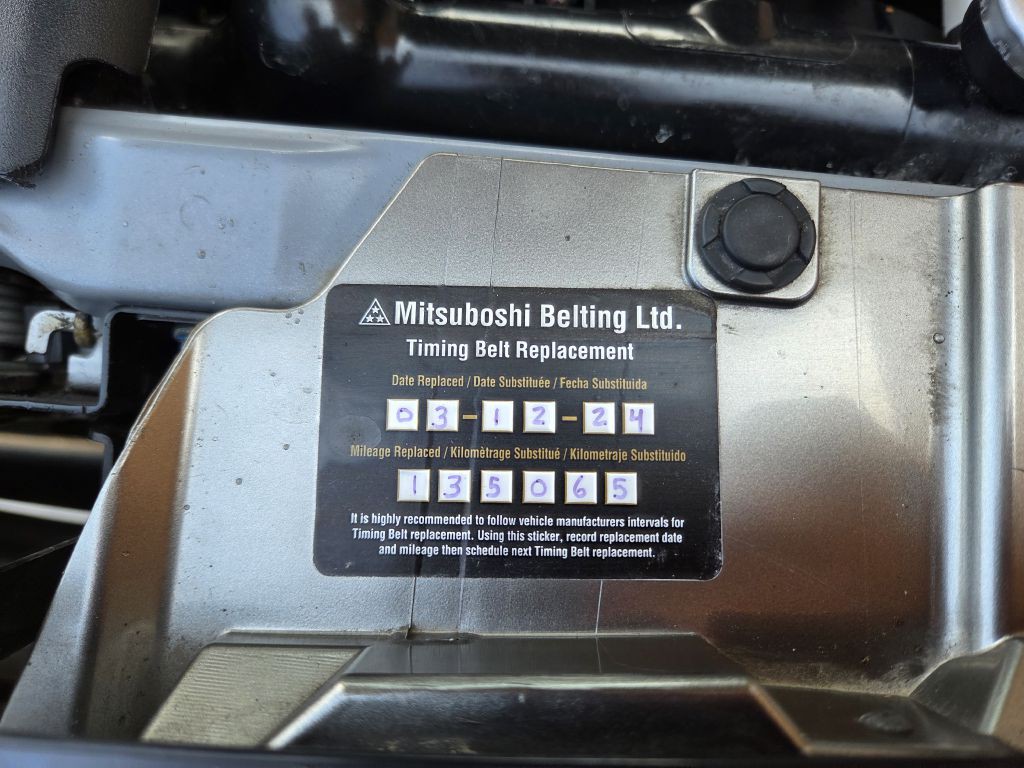 Mitsuboshi Belting Ltd.
Timing Belt Replacement
Date Replaced / Date Substituée / Fecha Substituida
03-12-24
Mileage Replaced / Kilomètrage Substitué / Kilometraje Substituido
135065
It is highly recommended to follow vehicle manufacturers intervals for
Timing Belt replacement. Using this sticker, record replacement date
and mileage then schedule next Timing Belt replacement.